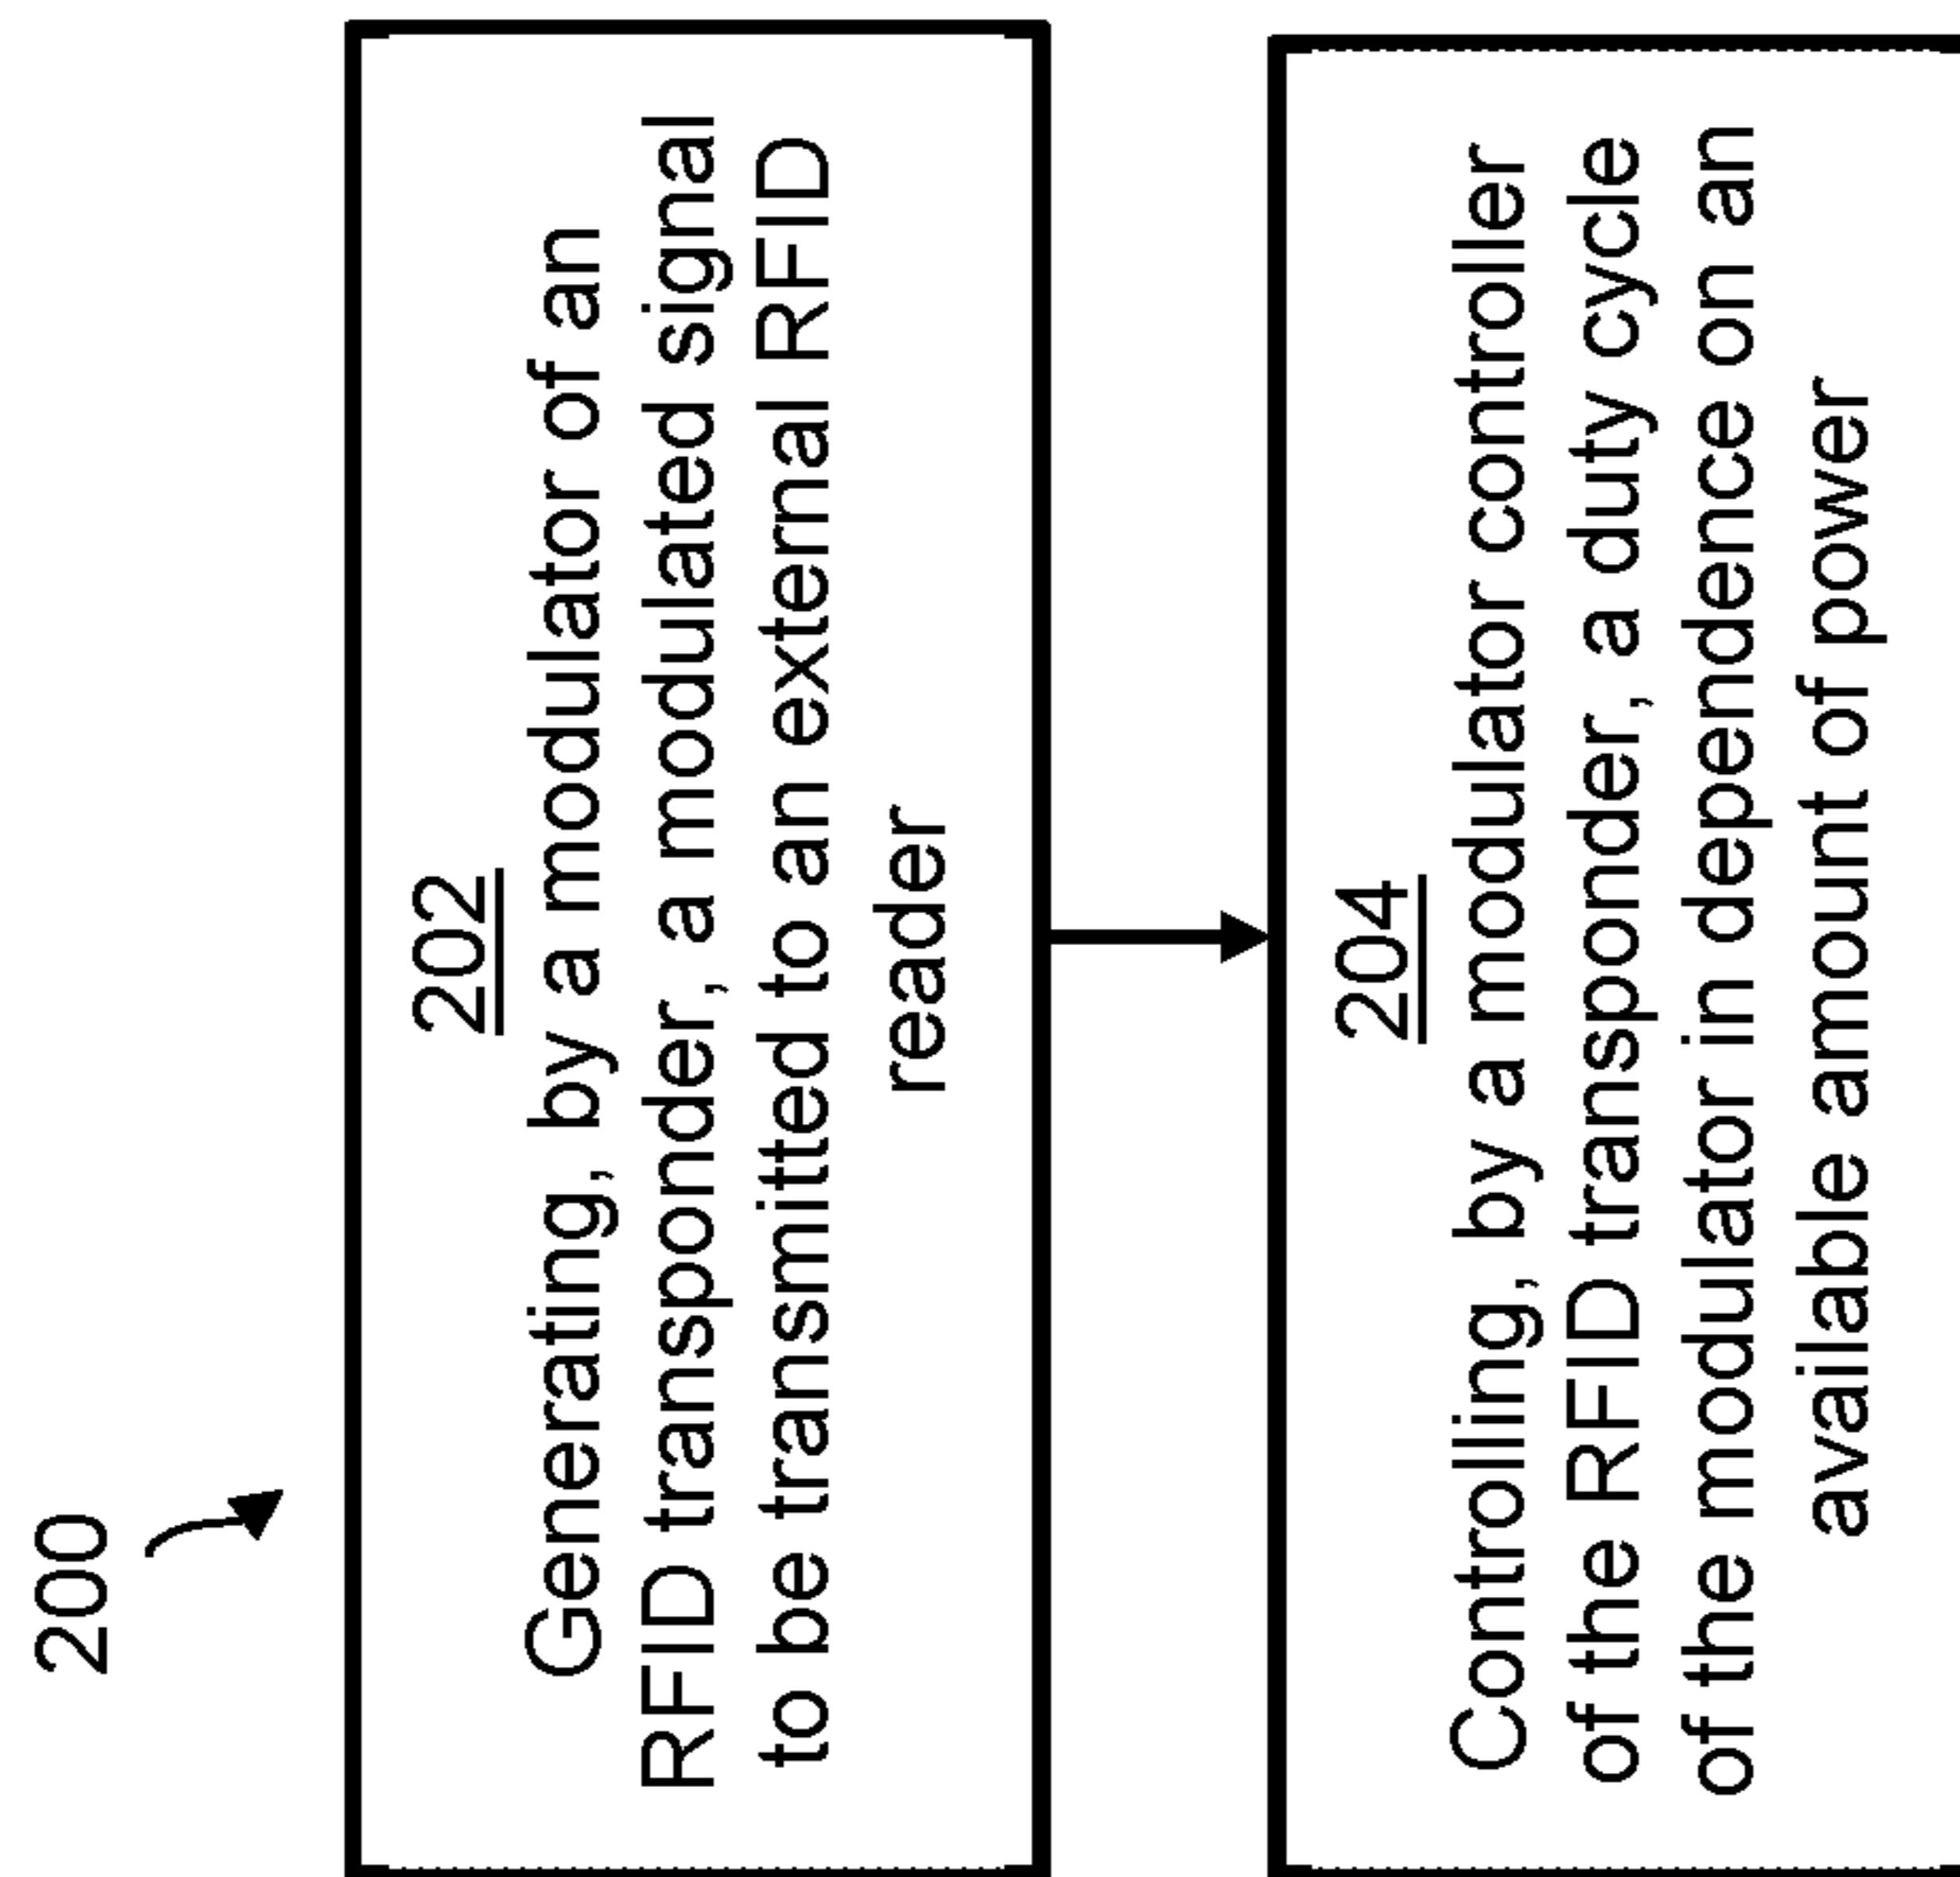 200
202
Generating, by a modulator of an
RFID transponder, a modulated signal
to be transmitted to an external RFID
reader
204
Controlling, by a modulator controller
of the RFID transponder, a duty cycle
of the modulator in dependence on an
available amount of power